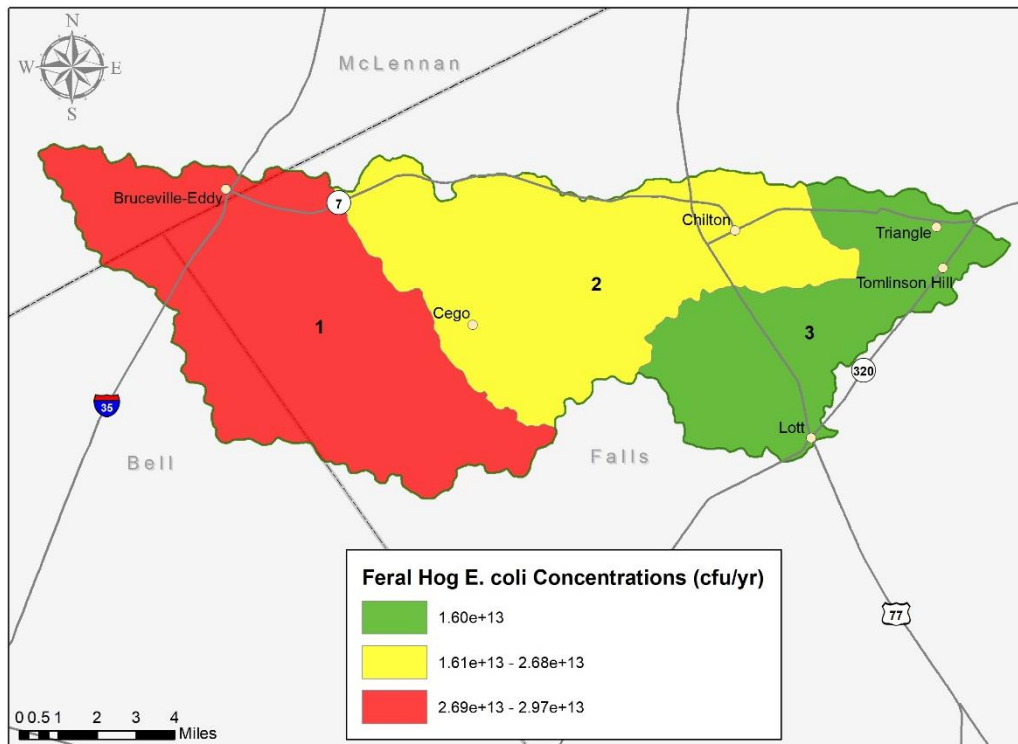 N
W E
S
McLennan
Bruceville-Eddy
7
Chilton
Triangle
Tomlinson Hill
2
Cego
1
3
320
35
Lott
Bell
Falls
Feral Hog E. coli Concentrations (cfu/yr)
1.60e+13
1.61e+13 - 2.68e+13
2.69e+13 - 2.97e+13
77
0 0.5 1 2 3 4
Miles